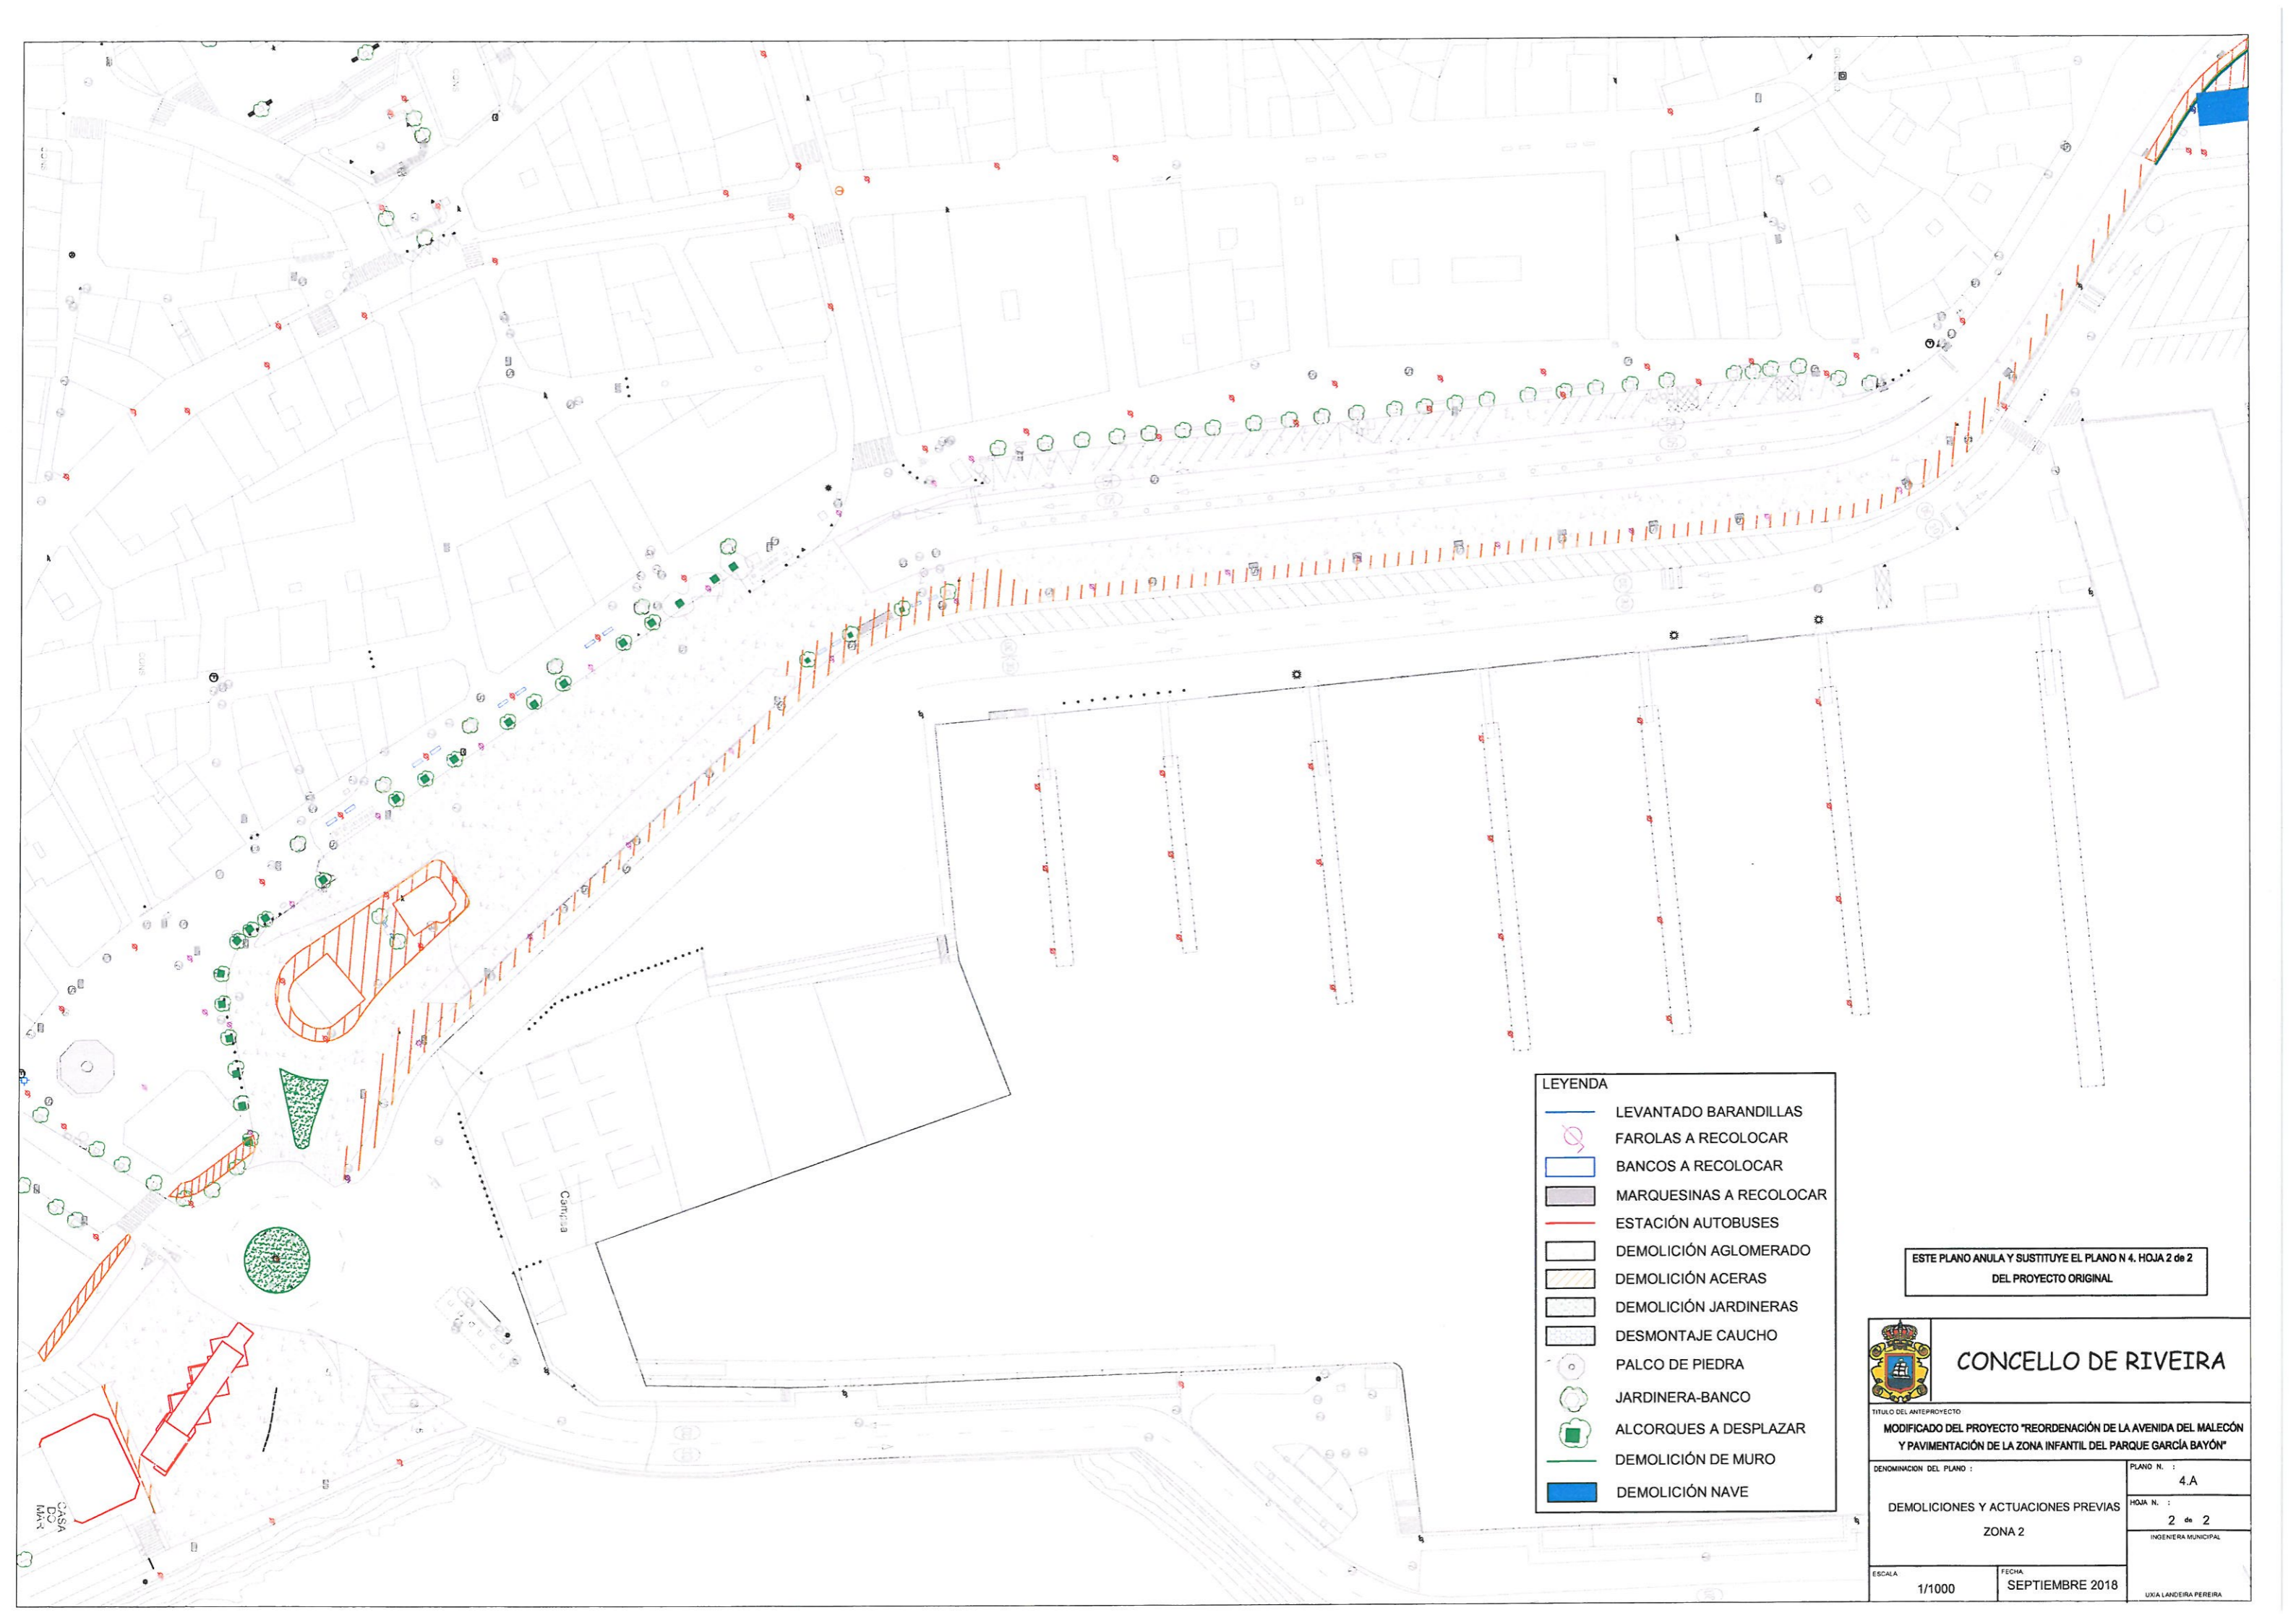 Campsa
CASA
DO
MAR
LEYENDA
LEVANTADO BARANDILLAS
FAROLAS A RECOLOCAR
BANCOS A RECOLOCAR
MARQUESINAS A RECOLOCAR
ESTACIÓN AUTOBUSES
DEMOLICIÓN AGLOMERADO
DEMOLICIÓN ACERAS
DEMOLICIÓN JARDINERAS
DESMONTAJE CAUCHO
PALCO DE PIEDRA
JARDINERA-BANCO
ALCORQUES A DESPLAZAR
DEMOLICIÓN DE MURO
DEMOLICIÓN NAVE
ESTE PLANO ANULA Y SUSTITUYE EL PLANO N 4. HOJA 2 de 2
DEL PROYECTO ORIGINAL
CONCELLO DE RIVEIRA
TITULO DEL ANTEPROYECTO
MODIFICADO DEL PROYECTO "REORDENACIÓN DE LA AVENIDA DEL MALECÓN
Y PAVIMENTACIÓN DE LA ZONA INFANTIL DEL PARQUE GARCÍA BAYÓN"
DENOMINACION DEL PLANO :
DEMOLICIONES Y ACTUACIONES PREVIAS
ZONA 2
PLANO N. :
4.A
HOJA N. :
2 de 2
INGENIERA MUNICIPAL
UXIA LANDEIRA PEREIRA
ESCALA
1/1000
FECHA
SEPTIEMBRE 2018